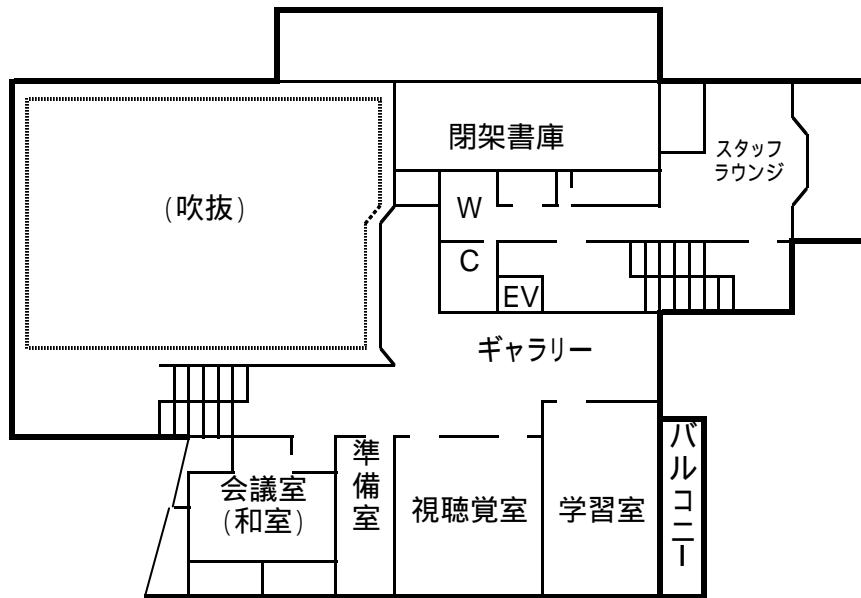 閉架書庫
スタッフ
ラウンジ
(吹抜)
W
C
EV
ギャラリー
バルコニー
準備室
会議室
(和室)
視聴覚室
学習室